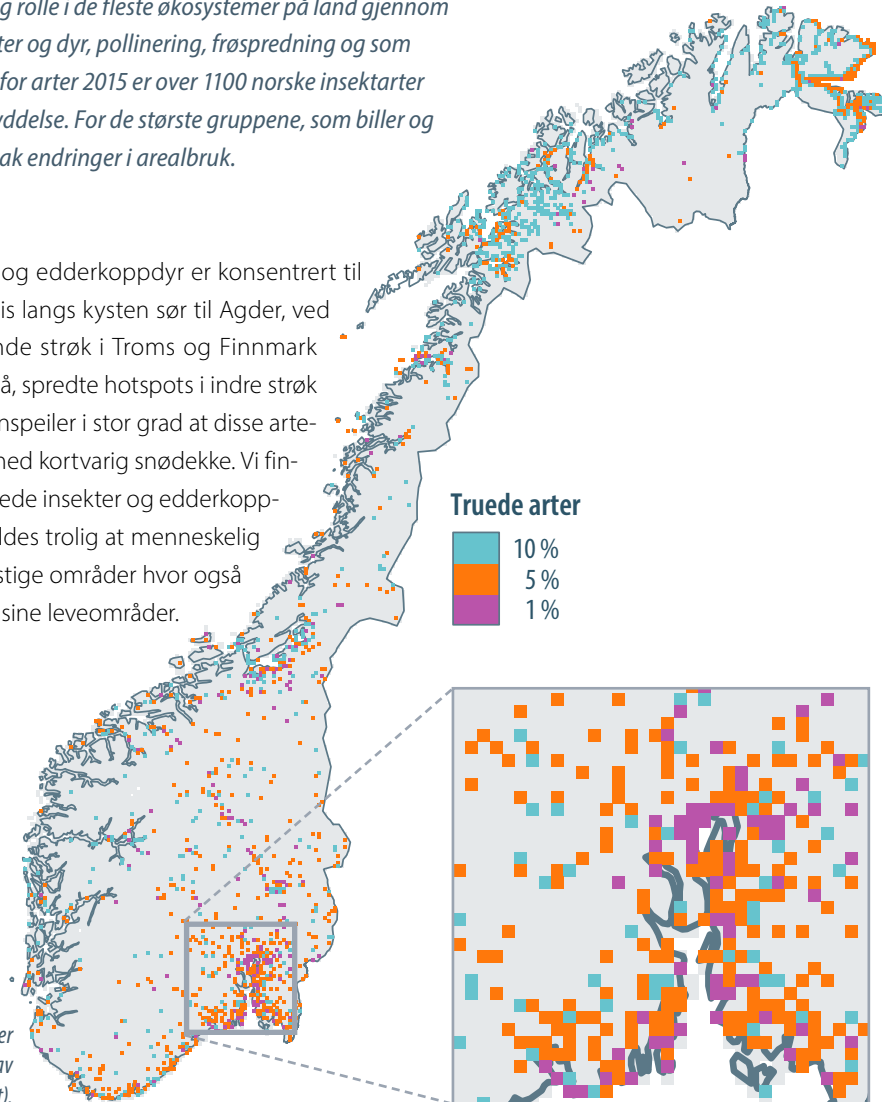 g rolle i de fleste økosystemer på land gjennom
ter og dyr, pollinering, frøspredning og som
for arter 2015 er over 1100 norske insektarter
yddelse. For de største gruppene, som biller og
ak endringer i arealbruk.
og edderkoppdyr er konsentrert til
is langs kysten sør til Agder, ved
nde strøk i Troms og Finnmark
å, spredte hotspots i indre strøk
nspeiler i stor grad at disse arte-
ned kortvarig snødekke. Vi fin-
ede insekter og edderkopp-
ldes trolig at menneskelig
stige områder hvor også
sine leveområder.
Truede arter
10 %
5 %
1 %
er
av
t).